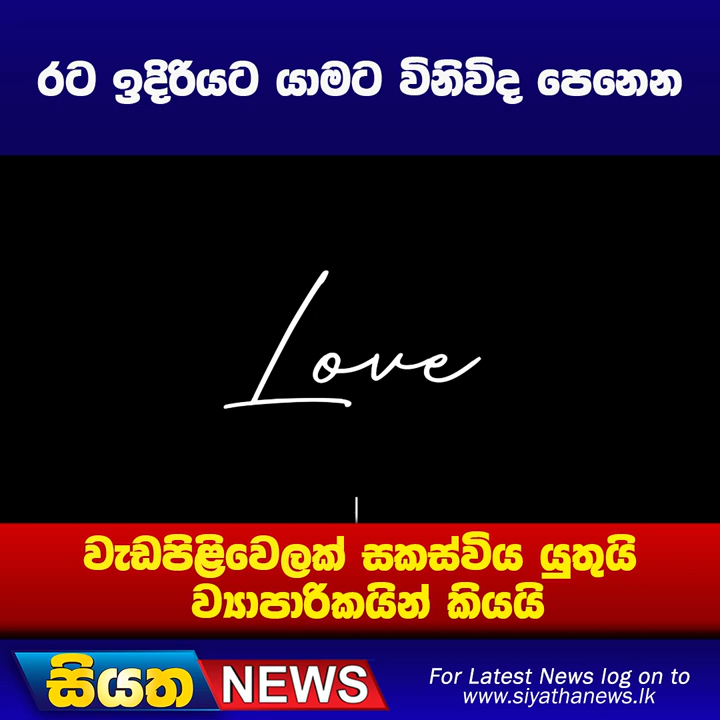 රට ඉදිරියට යාමට විනිවිද පෙනෙන
Love
වැඩපිළිවෙලක් සකස්විය යුතුයි
ව්‍යාපාරිකයින් කියයි
සියත NEWS
For Latest News log on to
www.siyathanews.lk